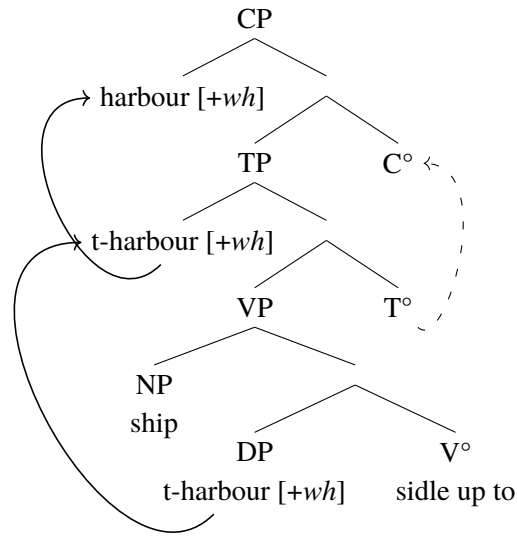 CP
harbour [+wh]
TP C°
t-harbour [+wh]
VP T°
NP
ship
DP V°
t-harbour [+wh] sidle up to